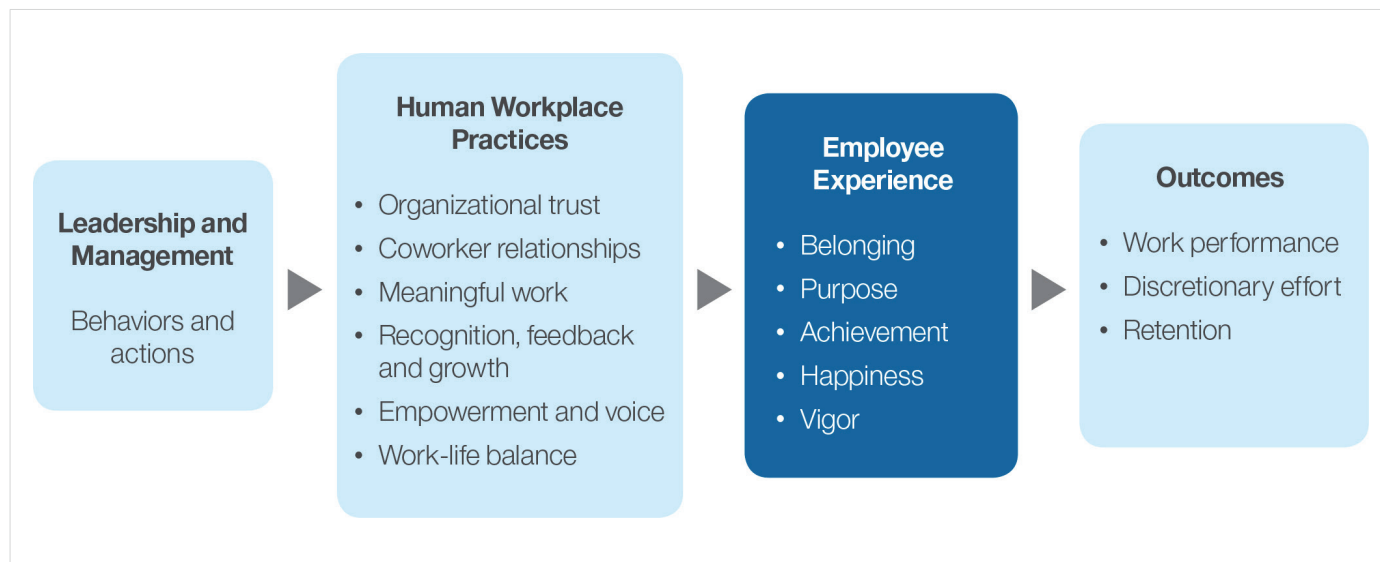 Leadership and
Management
Behaviors and
actions
Human Workplace
Practices
• Organizational trust
• Coworker relationships
• Meaningful work
• Recognition, feedback
and growth
• Empowerment and voice
• Work-life balance
Employee
Experience
• Belonging
• Purpose
• Achievement
• Happiness
• Vigor
Outcomes
• Work performance
• Discretionary effort
• Retention